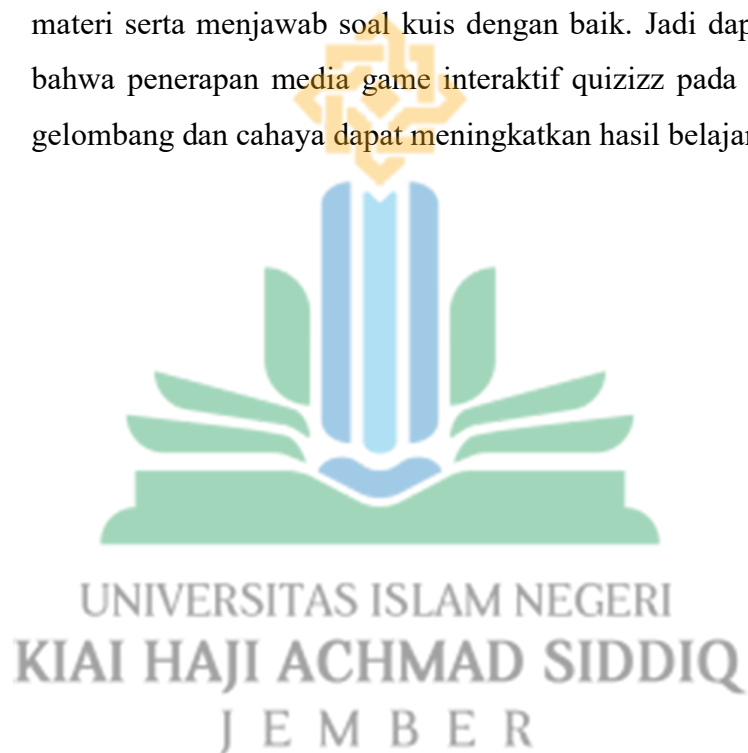 materi serta menjawab soal kuis dengan baik. Jadi dap
bahwa penerapan media game interaktif quizizz pada
gelombang dan cahaya dapat meningkatkan hasil belajar
UNIVERSITAS ISLAM NEGERI
KIAI HAJI ACHMAD SIDDIQ
JEMBER